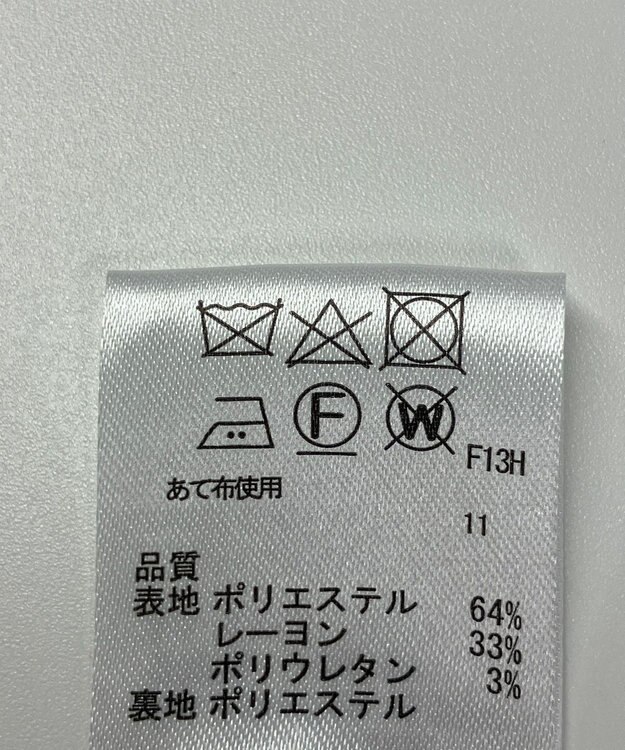 F W
F13H
あて布使用
11
品質
表地 ポリエステル 64%
レーヨン 33%
ポリウレタン 3%
裏地 ポリエステル